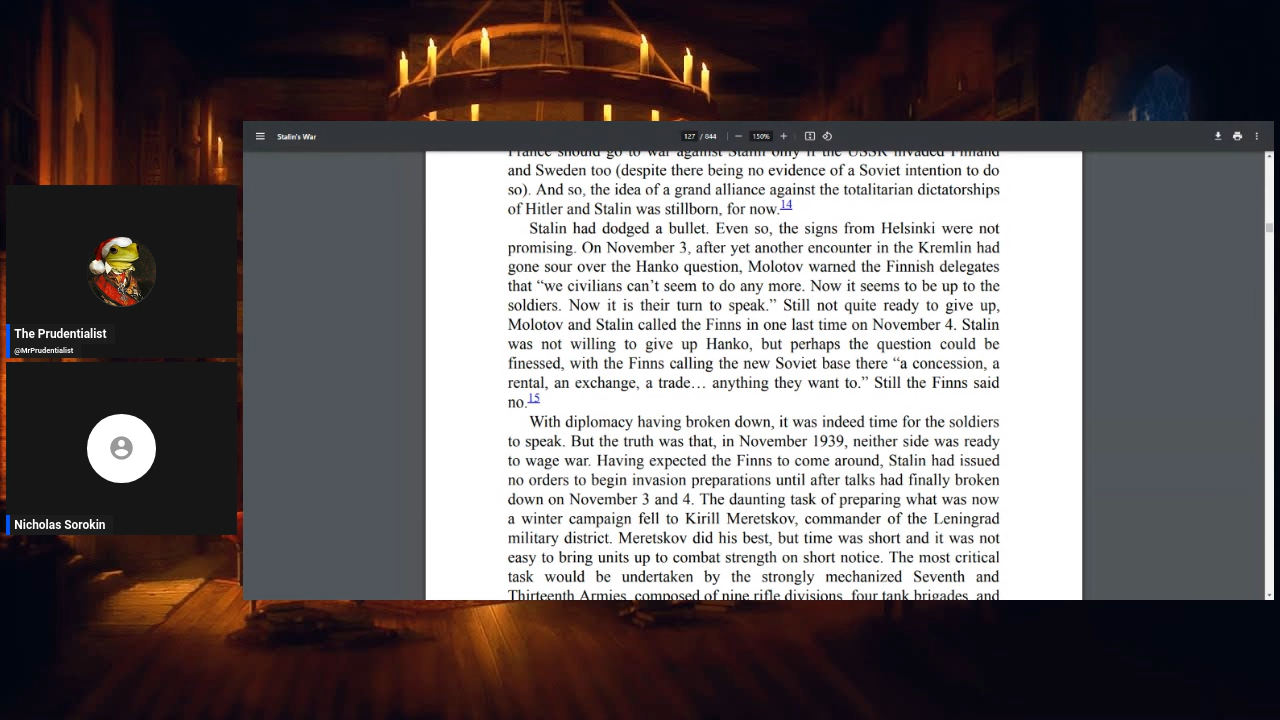 Stalin's War
127 / 844
150%
France should go to war against Stalin only if the USSR invaded Finland
and Sweden too (despite there being no evidence of a Soviet intention to do
so). And so, the idea of a grand alliance against the totalitarian dictatorships
of Hitler and Stalin was stillborn, for now.14
Stalin had dodged a bullet. Even so, the signs from Helsinki were not
promising. On November 3, after yet another encounter in the Kremlin had
gone sour over the Hanko question, Molotov warned the Finnish delegates
that “we civilians can’t seem to do any more. Now it seems to be up to the
soldiers. Now it is their turn to speak.” Still not quite ready to give up,
Molotov and Stalin called the Finns in one last time on November 4. Stalin
was not willing to give up Hanko, but perhaps the question could be
finessed, with the Finns calling the new Soviet base there “a concession, a
rental, an exchange, a trade… anything they want to.” Still the Finns said
no.15
With diplomacy having broken down, it was indeed time for the soldiers
to speak. But the truth was that, in November 1939, neither side was ready
to wage war. Having expected the Finns to come around, Stalin had issued
no orders to begin invasion preparations until after talks had finally broken
down on November 3 and 4. The daunting task of preparing what was now
a winter campaign fell to Kirill Meretskov, commander of the Leningrad
military district. Meretskov did his best, but time was short and it was not
easy to bring units up to combat strength on short notice. The most critical
task would be undertaken by the strongly mechanized Seventh and
Thirteenth Armies, composed of nine rifle divisions, four tank brigades, and
The Prudentialist
@MrPrudentialist
Nicholas Sorokin